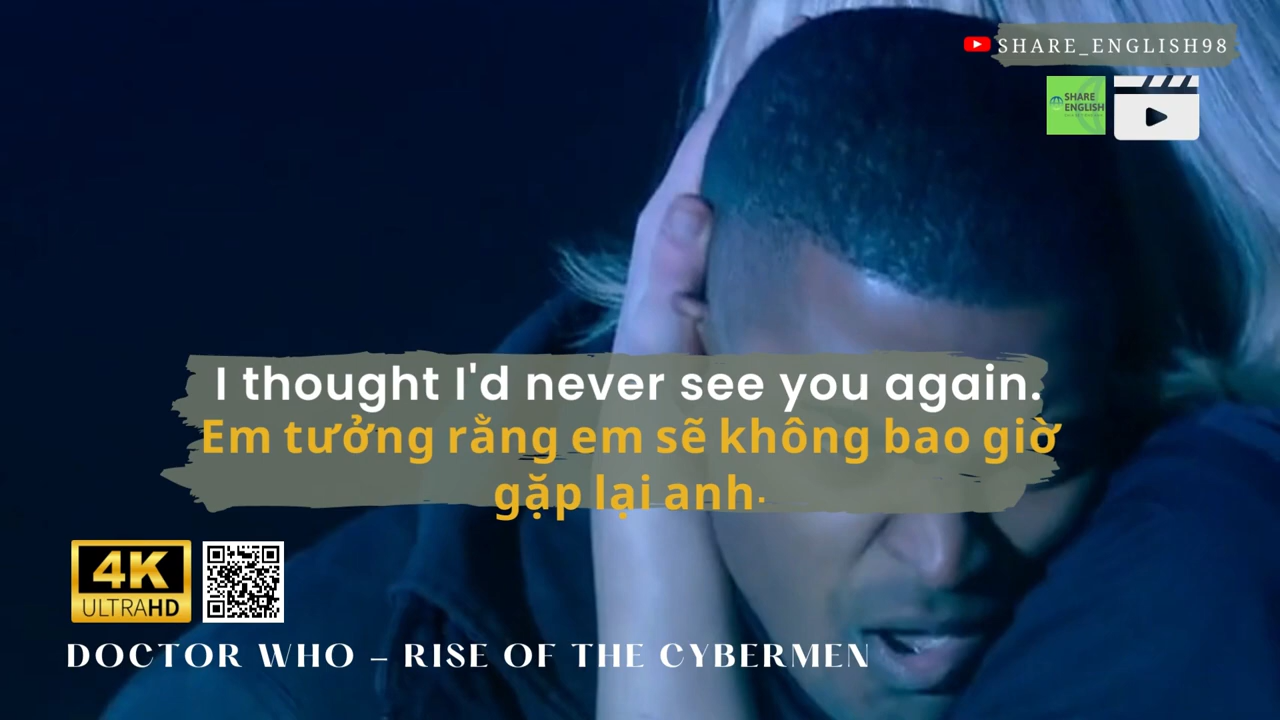 SHARE_ENGLISH98
SHARE
ENGLISH
I thought I'd never see you again.
Em tưởng rằng em sẽ không bao giờ
gặp lại anh.
4K
ULTRAHD
DOCTOR WHO – RISE OF THE CYBERMEN